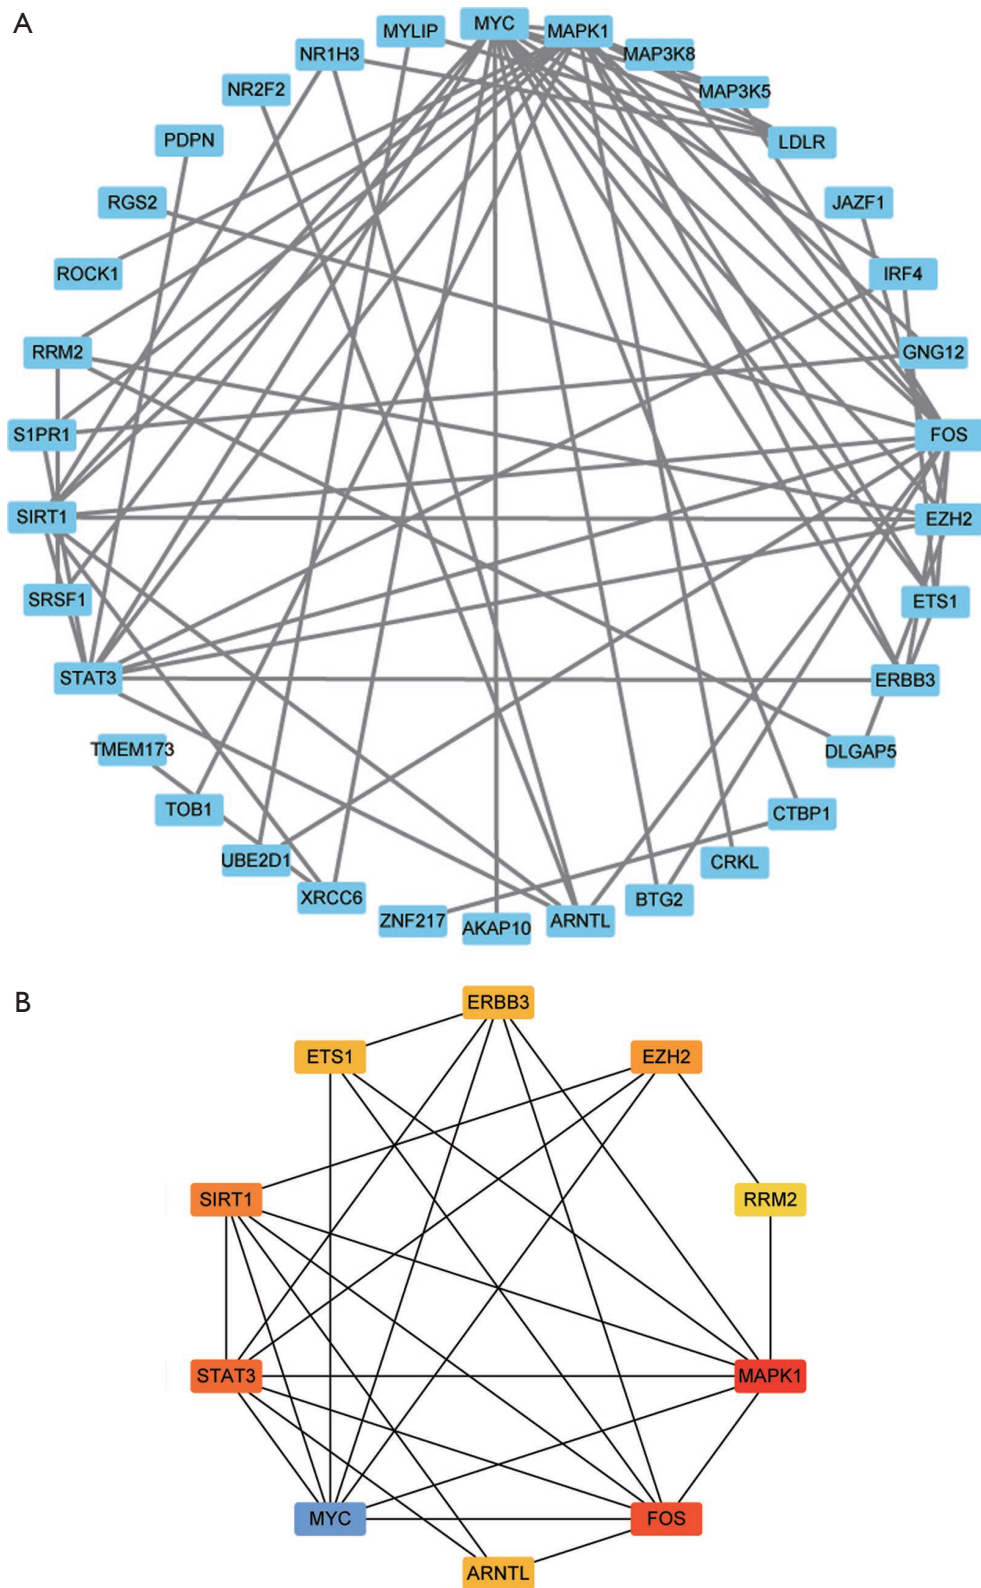 A
MYC
MYLIP
MAPK1
NR1H3
MAP3K8
NR2F2
MAP3K5
PDPN
LDLR
RGS2
JAZF1
ROCK1
IRF4
RRM2
GNG12
S1PR1
FOS
SIRT1
EZH2
SRSF1
ETS1
STAT3
ERBB3
TMEM173
DLGAP5
TOB1
CTBP1
UBE2D1
CRKL
XRCC6
BTG2
ZNF217
ARNTL
AKAP10
B
ERBB3
ETS1
EZH2
SIRT1
RRM2
STAT3
MAPK1
MYC
FOS
ARNTL